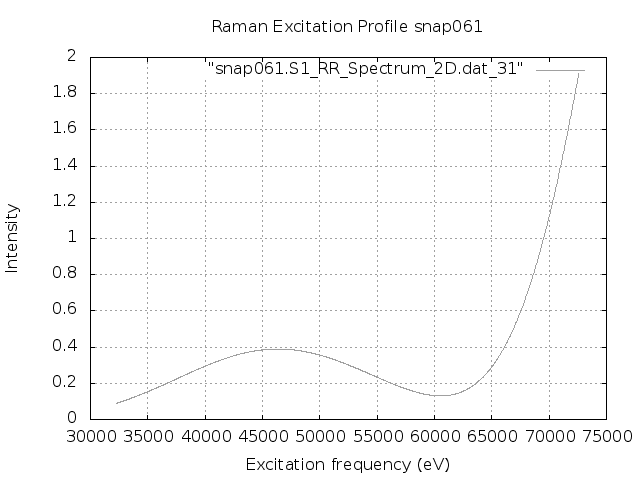 Raman Excitation Profile snap061
"snap061.S1_RR_Spectrum_2D.dat_31"
2
1.8
1.6
1.4
1.2
1
0.8
0.6
0.4
0.2
0
Intensity
30000 35000 40000 45000 50000 55000 60000 65000 70000 75000
Excitation frequency (eV)